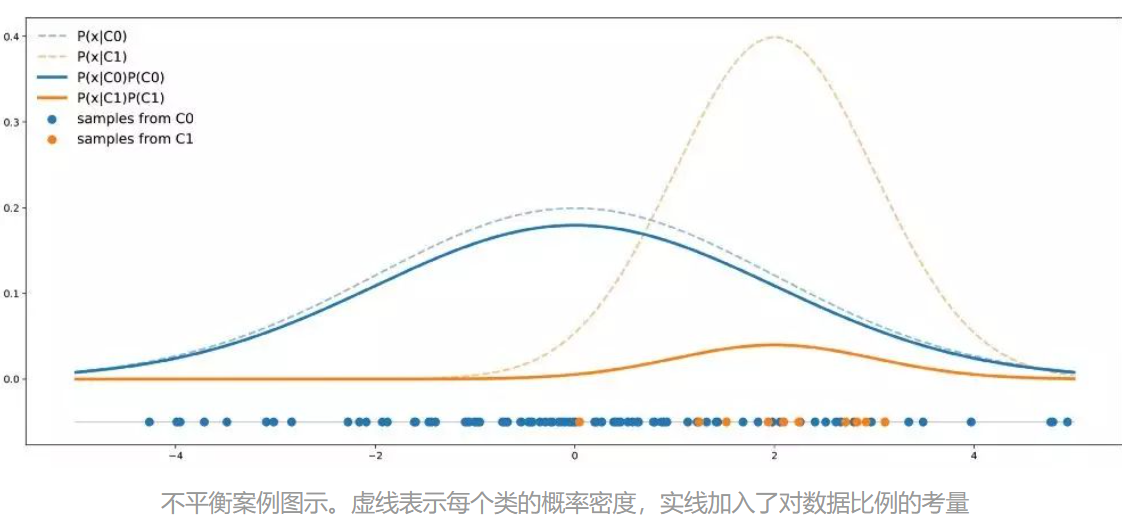 0.4
0.3
0.2
0.1
0.0
P(x|C0)
P(x|C1)
P(x|C0)P(C0)
P(x|C1)P(C1)
samples from C0
samples from C1
−4
−2
0
2
4
不平衡案例图示。虚线表示每个类的概率密度，实线加入了对数据比例的考量